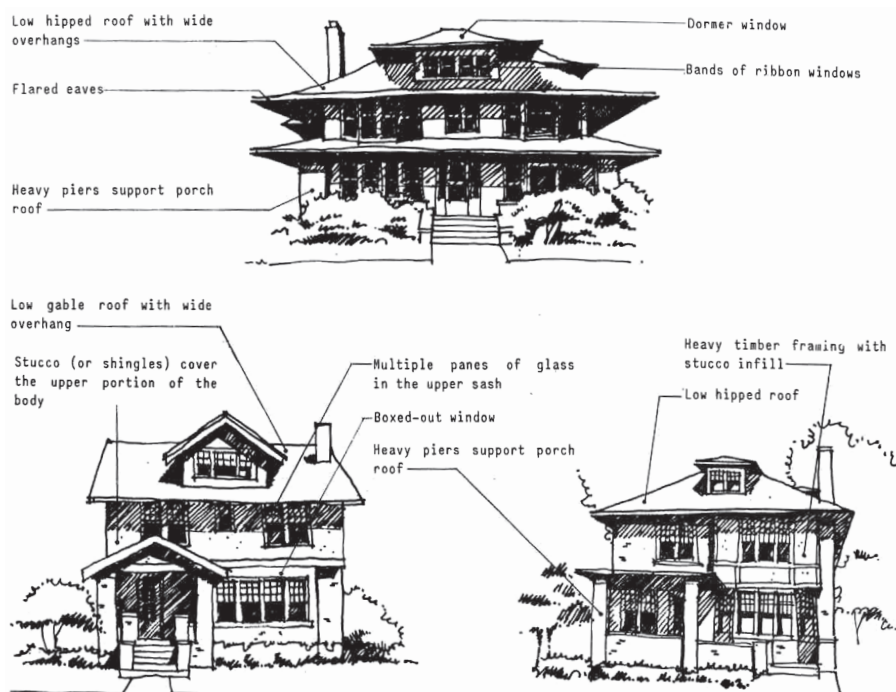 Low hipped roof with wide
overhangs
Flared eaves
Heavy piers support porch
roof
Dormer window
Bands of ribbon windows
Low gable roof with wide
overhang
Stucco (or shingles) cover
the upper portion of the
body
Multiple panes of glass
in the upper sash
Boxed-out window
Heavy piers support porch
roof
Heavy timber framing with
stucco infill
Low hipped roof